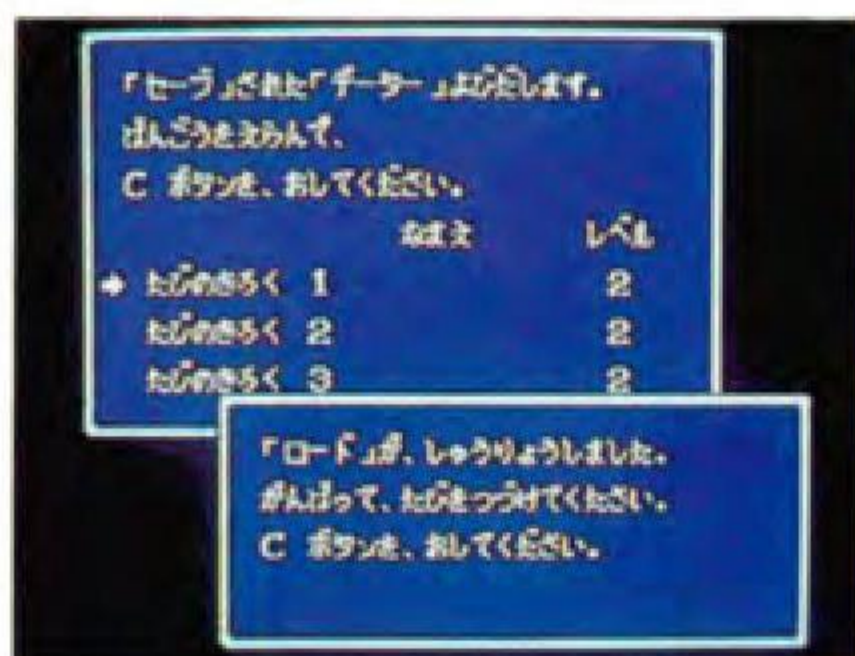 「セーブ」された「データー」よびだします。
ばんごうをえらんで、
C ボタンを、おしてください。
なまえ レベル
→ たびのきろく 1 2
たびのきろく 2 2
たびのきろく 3 2
「ロード」が、しゅうりょうしました。
がんばって、たびをつづけてください。
C ボタンを、おしてください。